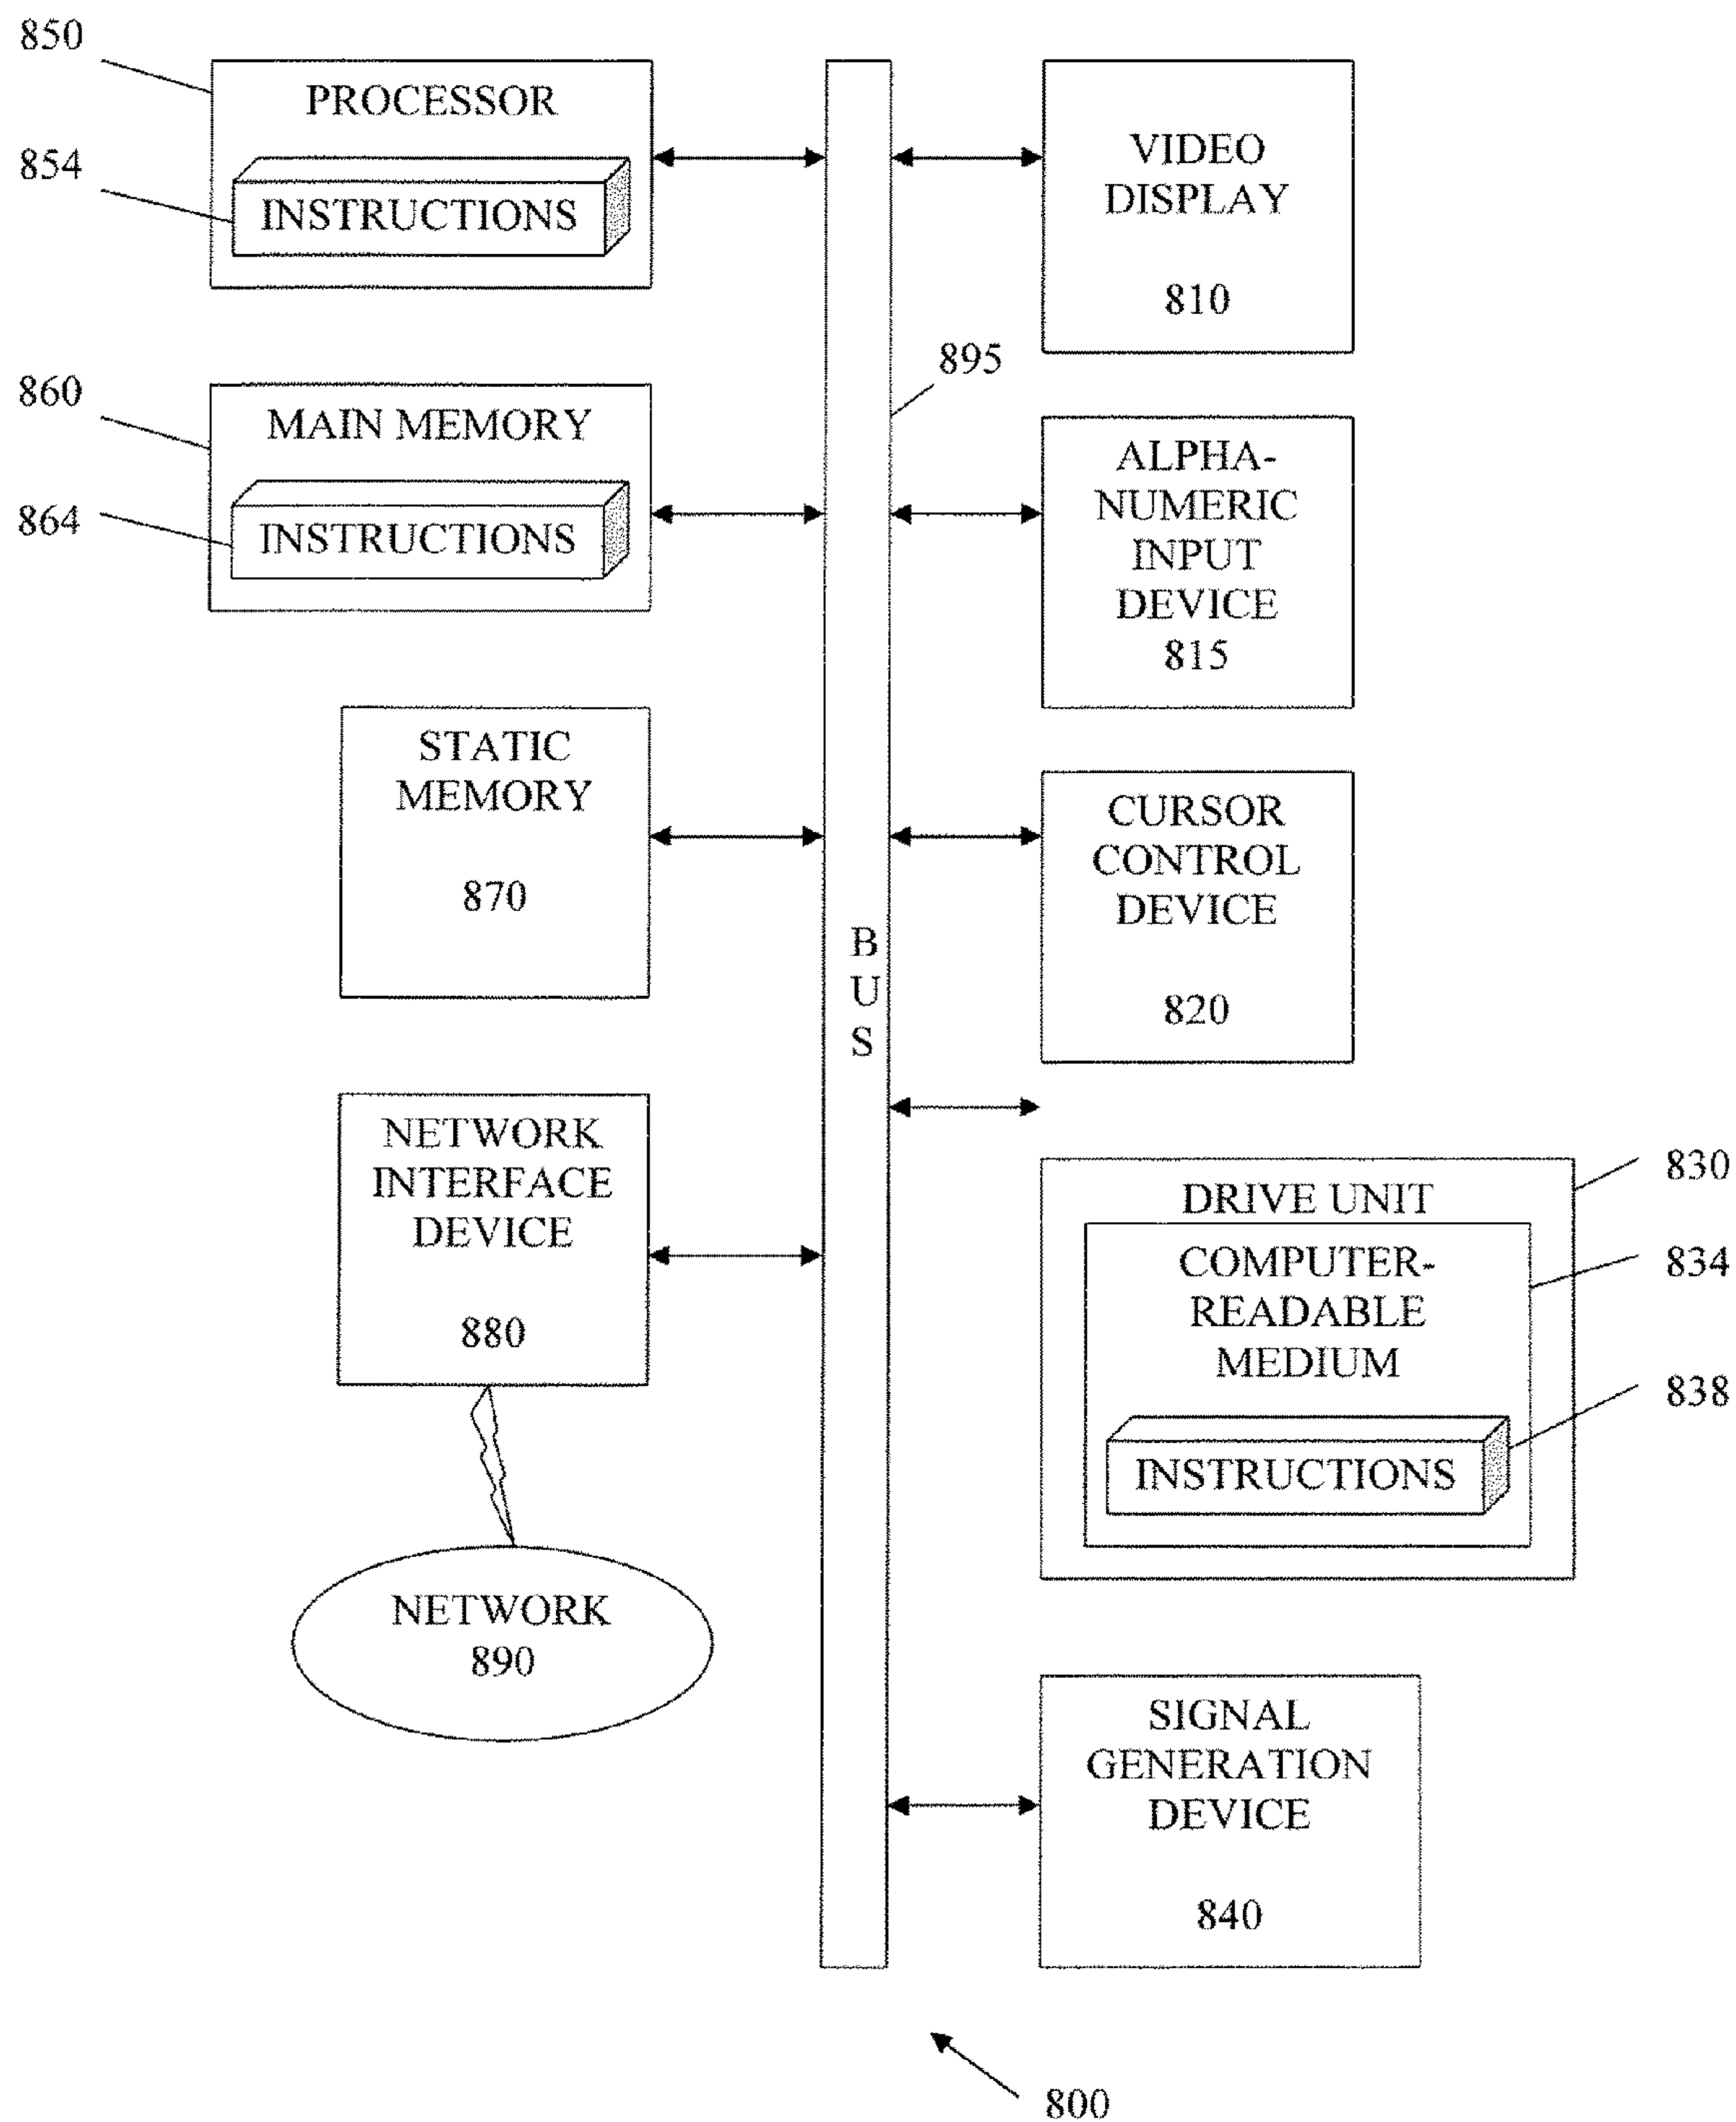 850
PROCESSOR
854
INSTRUCTIONS
VIDEO
DISPLAY
810
895
860
MAIN MEMORY
864
INSTRUCTIONS
ALPHA-
NUMERIC
INPUT
DEVICE
815
STATIC
MEMORY
870
CURSOR
CONTROL
DEVICE
820
B
U
S
NETWORK
INTERFACE
DEVICE
880
830
DRIVE UNIT
834
COMPUTER-
READABLE
MEDIUM
838
INSTRUCTIONS
NETWORK
890
SIGNAL
GENERATION
DEVICE
840
800